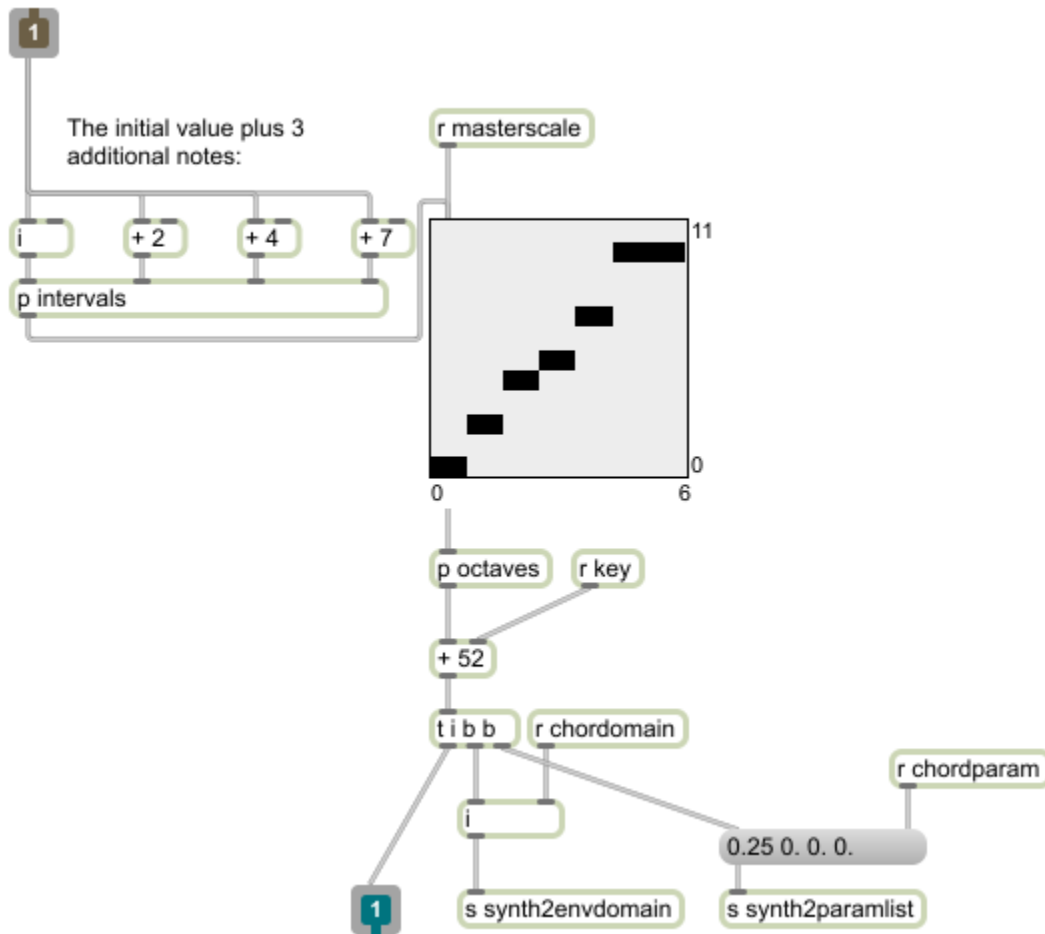 1
The initial value plus 3
additional notes:
r masterscale
i
+ 2
+ 4
+ 7
p intervals
11
0
0
6
p octaves
r key
+ 52
t i b b
r chordomain
r chordparam
i
0.25 0. 0. 0.
1
s synth2envdomain
s synth2paramlist